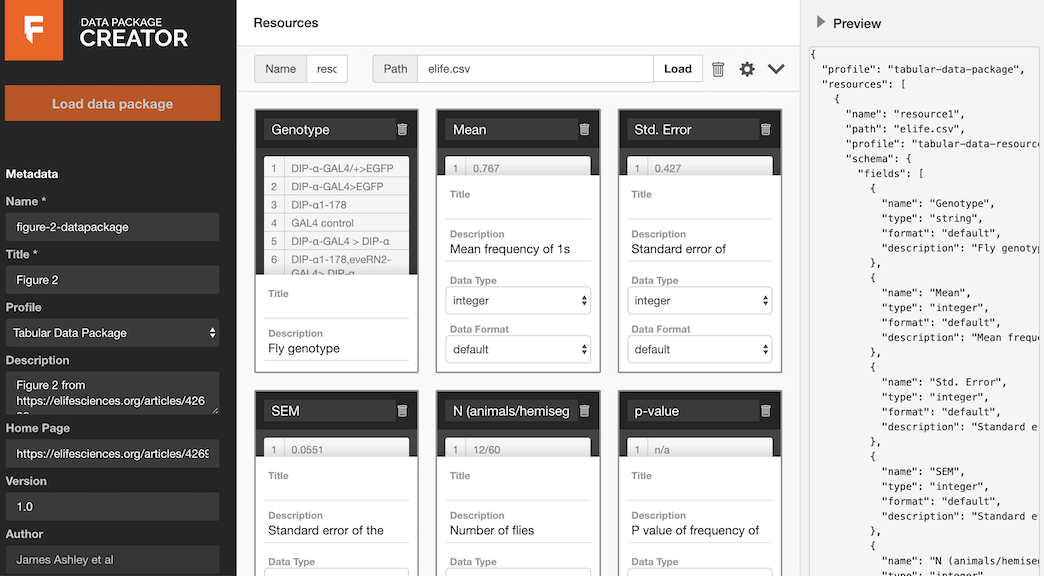 DATA PACKAGE
CREATOR
Load data package
Metadata
Name *
figure-2-datapackage
Title *
Figure 2
Profile
Tabular Data Package
Description
Figure 2 from
https://elifesciences.org/articles/426
Home Page
https://elifesciences.org/articles/4269
Version
1.0
Author
James Ashley et al
Resources
Name
reso
Path
elife.csv
Load
Genotype
1 DIP-α-GAL4/+>EGFP
2 DIP-α-GAL4>EGFP
3 DIP-α1-178
4 GAL4 control
5 DIP-α-GAL4 > DIP-α
6 DIP-α1-178,eveRN2-
GAL4> DIP-α
Title
Description
Fly genotype
Mean
1 0.767
Title
Description
Mean frequency of 1s
Data Type
integer
Data Format
default
Std. Error
1 0.427
Title
Description
Standard error of
Data Type
integer
Data Format
default
SEM
1 0.0551
Title
Description
Standard error of the
Data Type
N (animals/hemiseg
1 12/60
Title
Description
Number of flies
Data Type
p-value
1 n/a
Title
Description
P value of frequency of
Data Type
Preview
{
"profile": "tabular-data-package",
"resources": [
{
"name": "resource1",
"path": "elife.csv",
"profile": "tabular-data-resource
"schema": {
"fields": [
{
"name": "Genotype",
"type": "string",
"format": "default",
"description": "Fly genotyp
},
{
"name": "Mean",
"type": "integer",
"format": "default",
"description": "Mean freque
},
{
"name": "Std. Error",
"type": "integer",
"format": "default",
"description": "Standard e
},
{
"name": "SEM",
"type": "integer",
"format": "default",
"description": "Standard e
},
{
"name": "N (animals/hemise
"type": "integer",